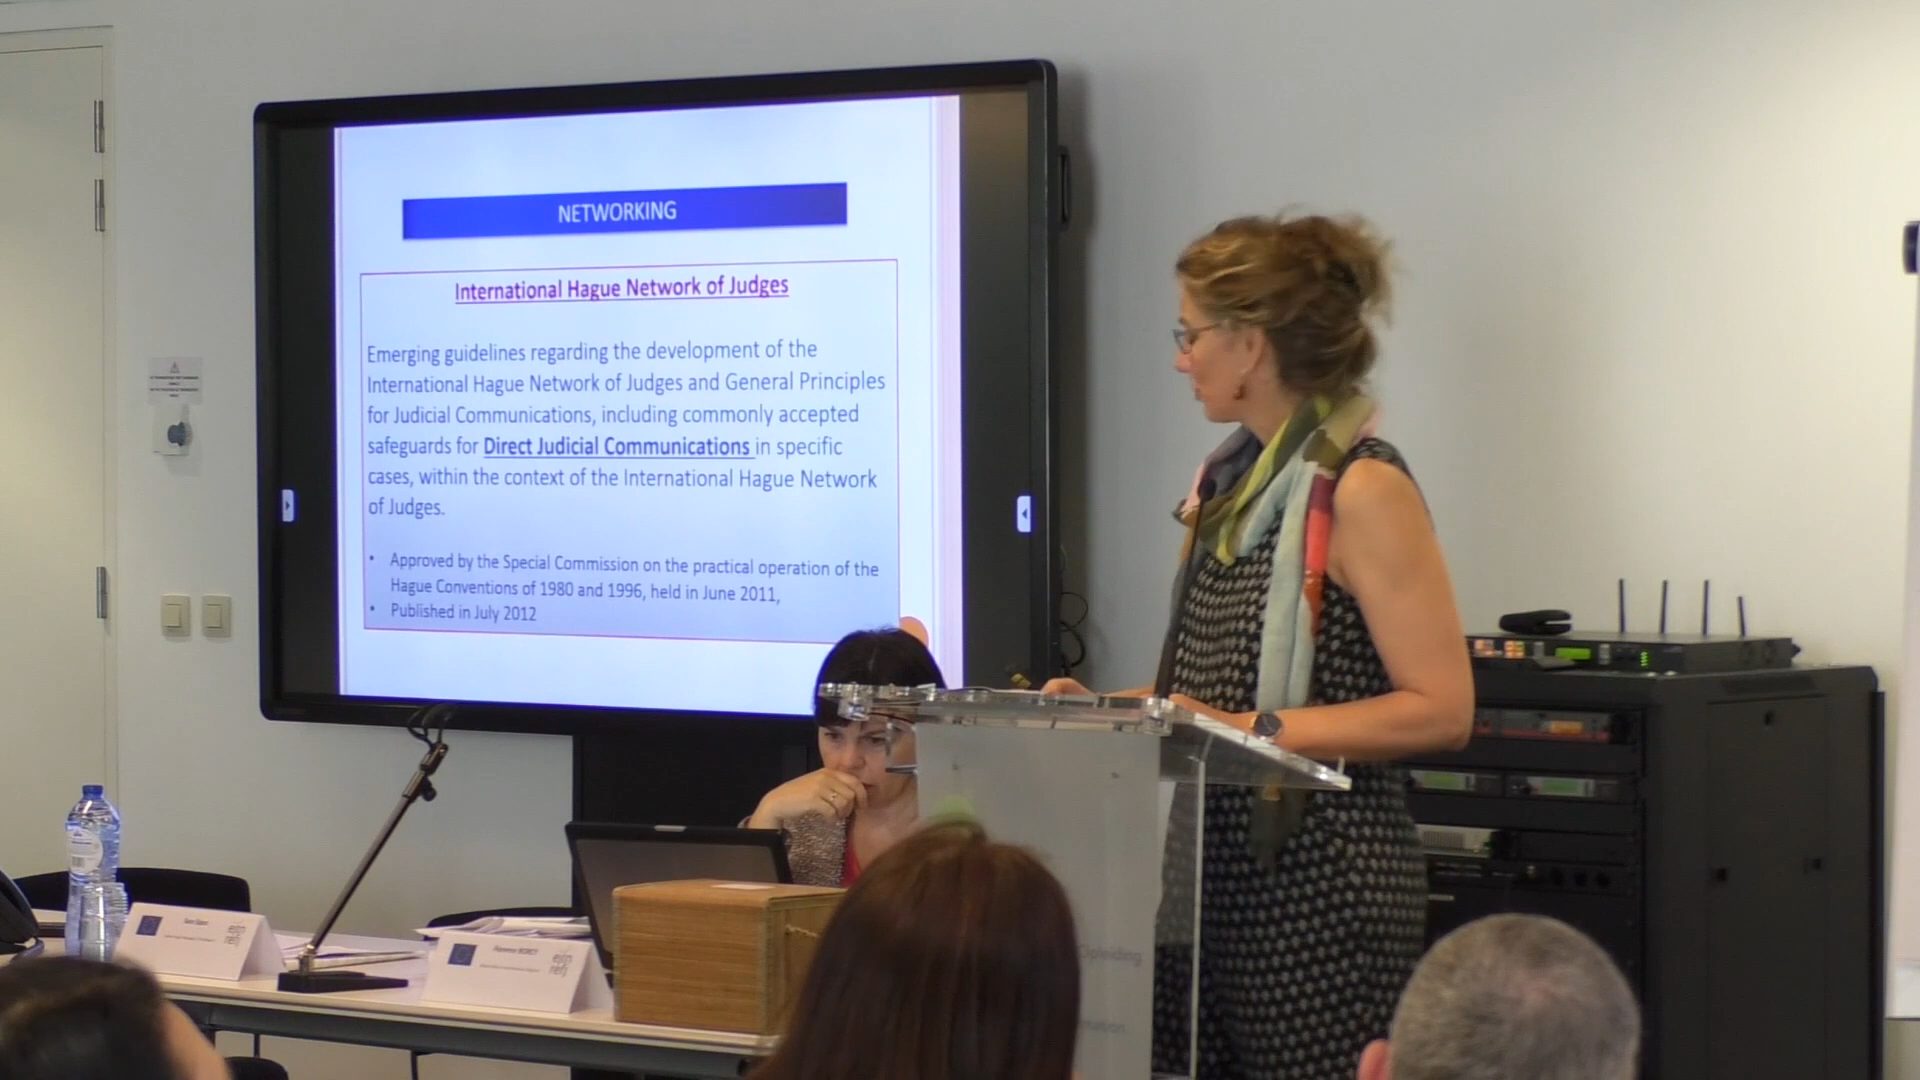 NETWORKING
International Hague Network of Judges
Emerging guidelines regarding the development of the
International Hague Network of Judges and General Principles
for Judicial Communications, including commonly accepted
safeguards for Direct Judicial Communications in specific
cases, within the context of the International Hague Network
of Judges.
• Approved by the Special Commission on the practical operation of the
Hague Conventions of 1980 and 1996, held in June 2011,
• Published in July 2012
Opleiding